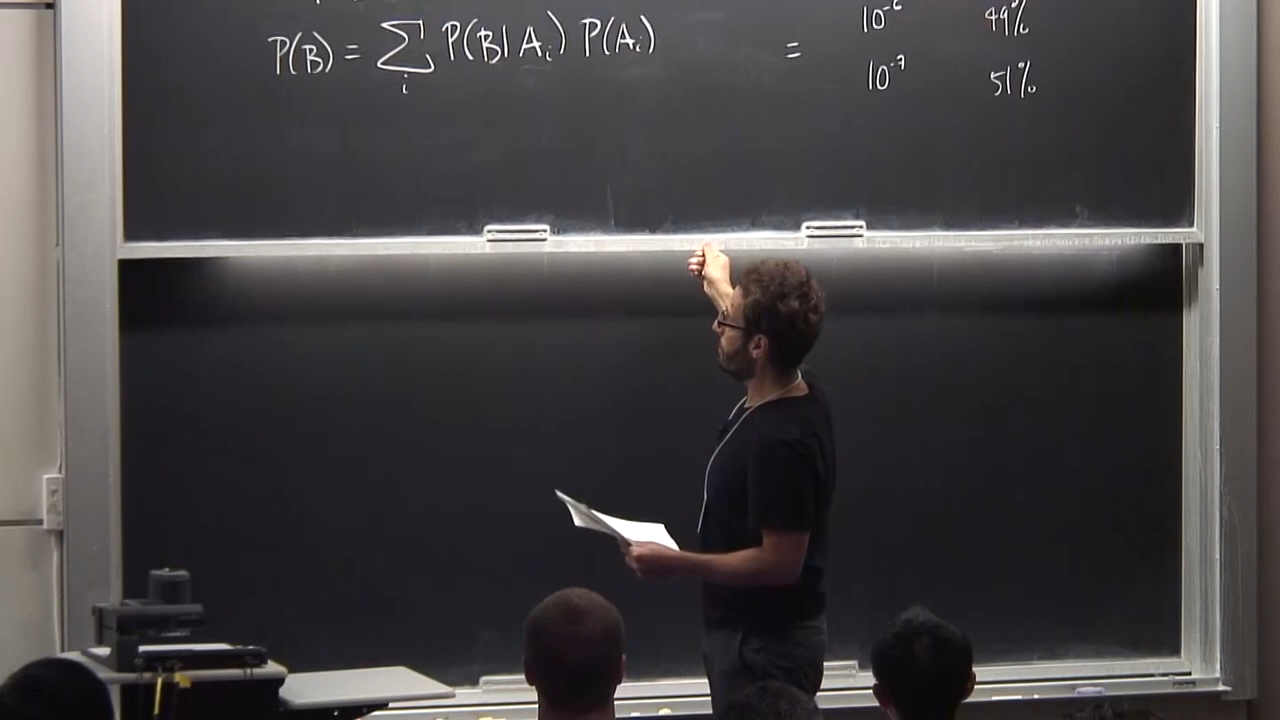 10⁻⁶ 49%
P(B) = ∑ᵢ P(B|Aᵢ) P(Aᵢ) =
10⁻⁷ 51%